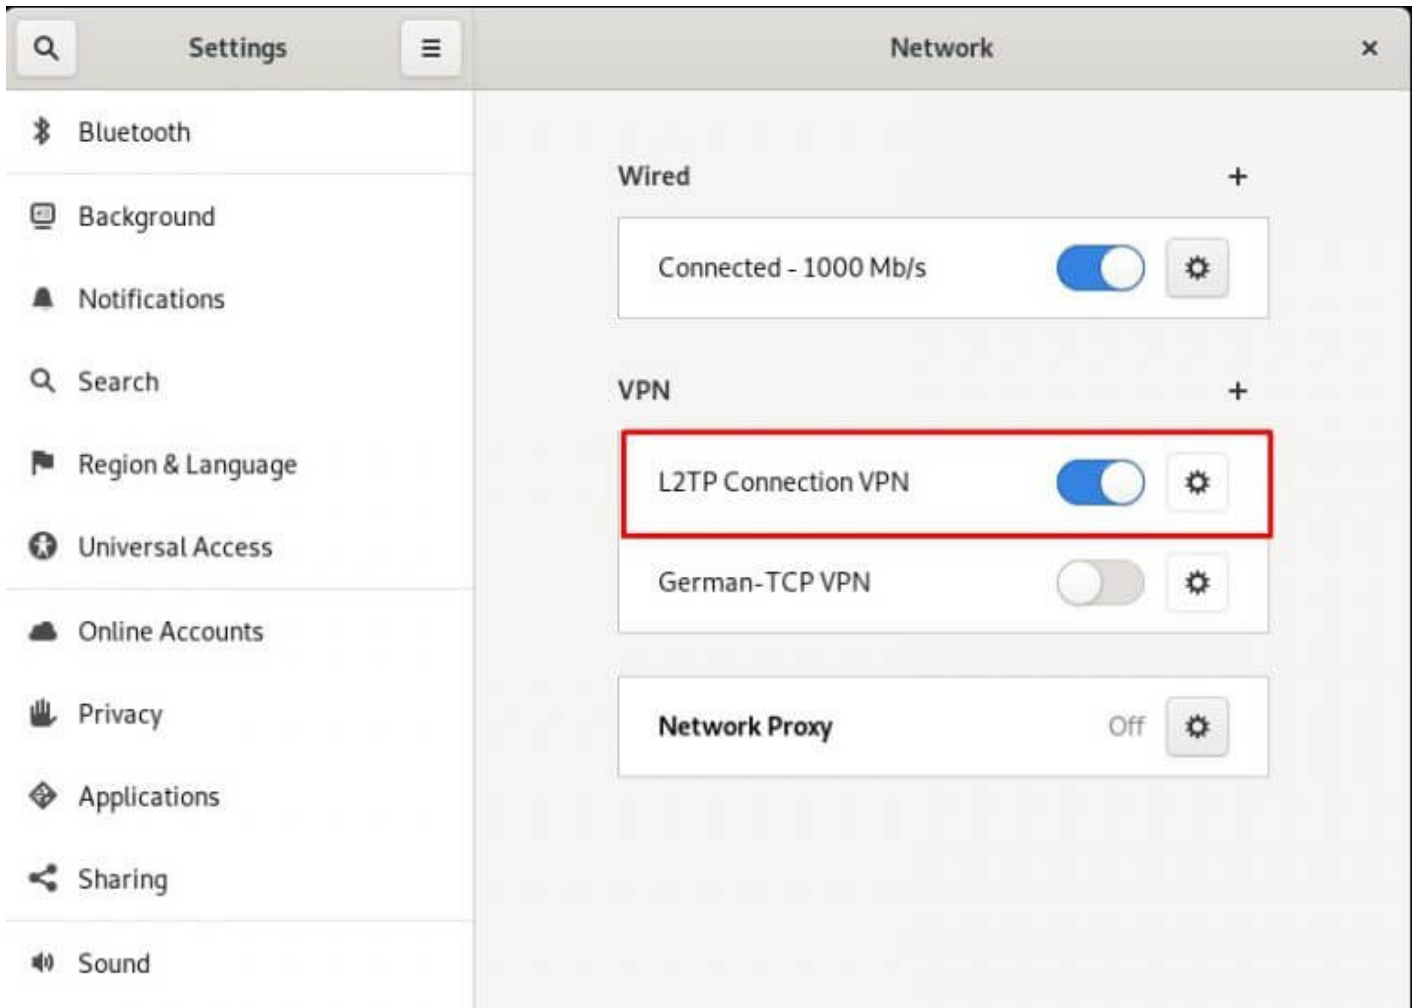 Settings
Network
Bluetooth
Background
Notifications
Search
Region & Language
Universal Access
Online Accounts
Privacy
Applications
Sharing
Sound
Wired
Connected - 1000 Mb/s
VPN
L2TP Connection VPN
German-TCP VPN
Network Proxy Off